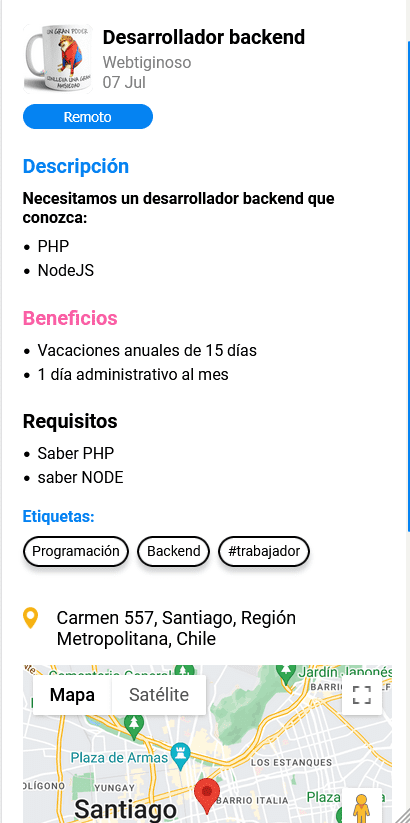 UN GRAN PODER
CONLLEVA UNA GRAN
ANSIEDAD
Desarrollador backend
Webtiginoso
07 Jul
Remoto
Descripción
Necesitamos un desarrollador backend que
conozca:
• PHP
• NodeJS
Beneficios
• Vacaciones anuales de 15 días
• 1 día administrativo al mes
Requisitos
• Saber PHP
• saber NODE
Etiquetas:
Programación
Backend
#trabajador
Carmen 557, Santiago, Región
Metropolitana, Chile
Cementerio General
Jardín Japonés
Mapa
Satélite
BARRIO
Plaza de Armas
LOS ESTANQUES
YUNGAY
BARRIO ITALIA
Plaza
Santiago